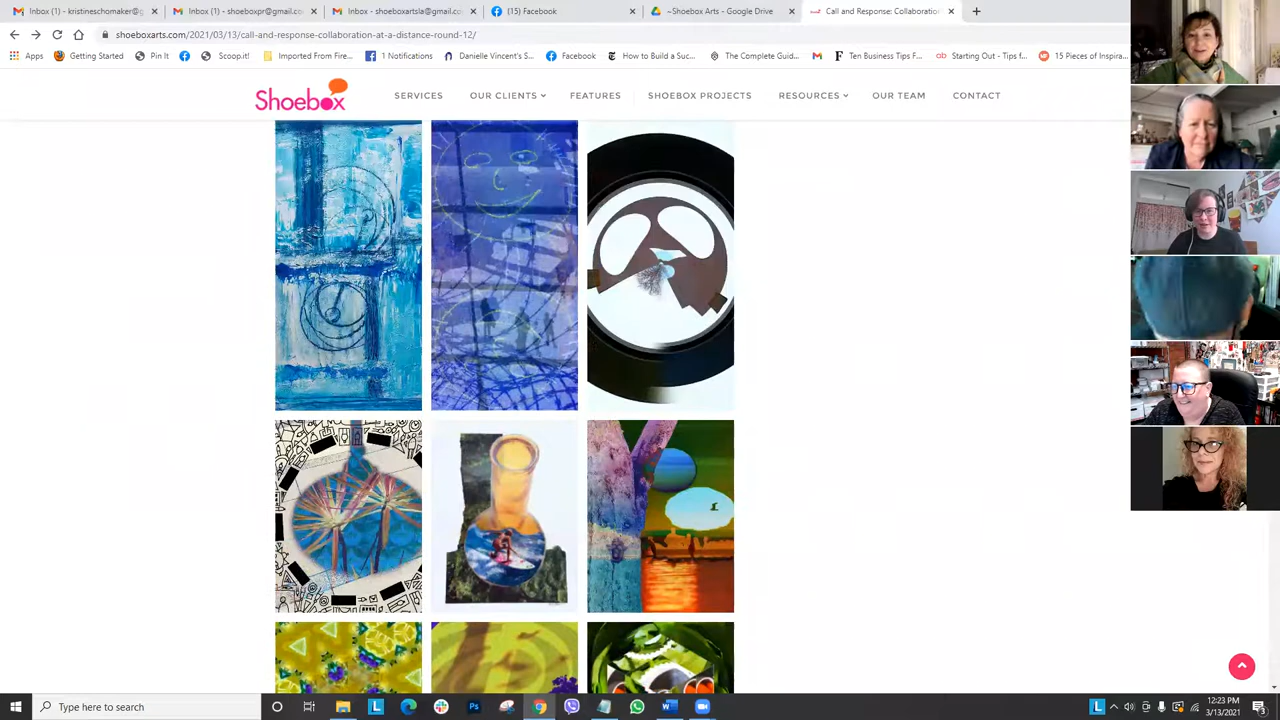 Inbox (1) - kristineschomaker@g
Inbox (1) - shoeboxpr@gmail.co
Inbox - shoeboxartsla@gmail.co
(15) Facebook
~Shoebox Arts - Google Drive
Call and Response: Collaboratio
shoeboxarts.com/2021/03/13/call-and-response-collaboration-at-a-distance-round-12/
Getting Started
Pin It
Scoop.it!
Imported From Fire...
1 Notifications
Danielle Vincent's S...
Facebook
How to Build a Suc...
The Complete Guid...
Ten Business Tips F...
Starting Out - Tips f...
15 Pieces of Inspira...
Shoebox
SERVICES
OUR CLIENTS
FEATURES
SHOEBOX PROJECTS
RESOURCES
OUR TEAM
CONTACT
Type here to search
12:23 PM
3/13/2021